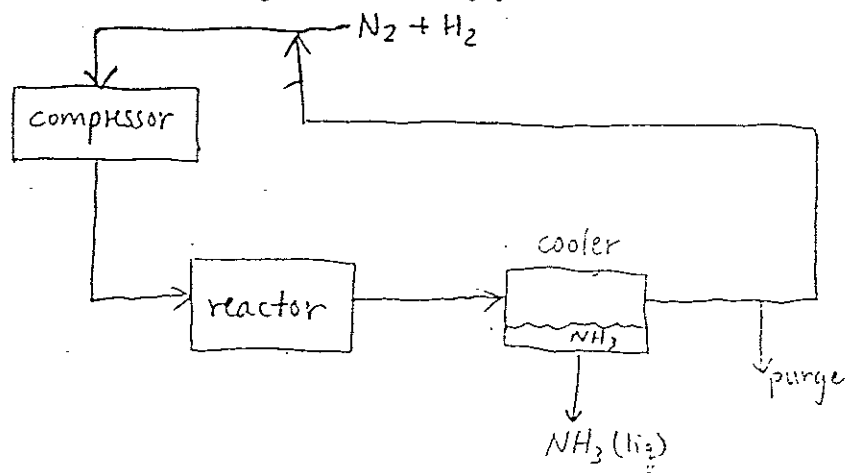 N₂ + H₂
compressor
cooler
reactor
NH₃
purge
NH₃ (liq)